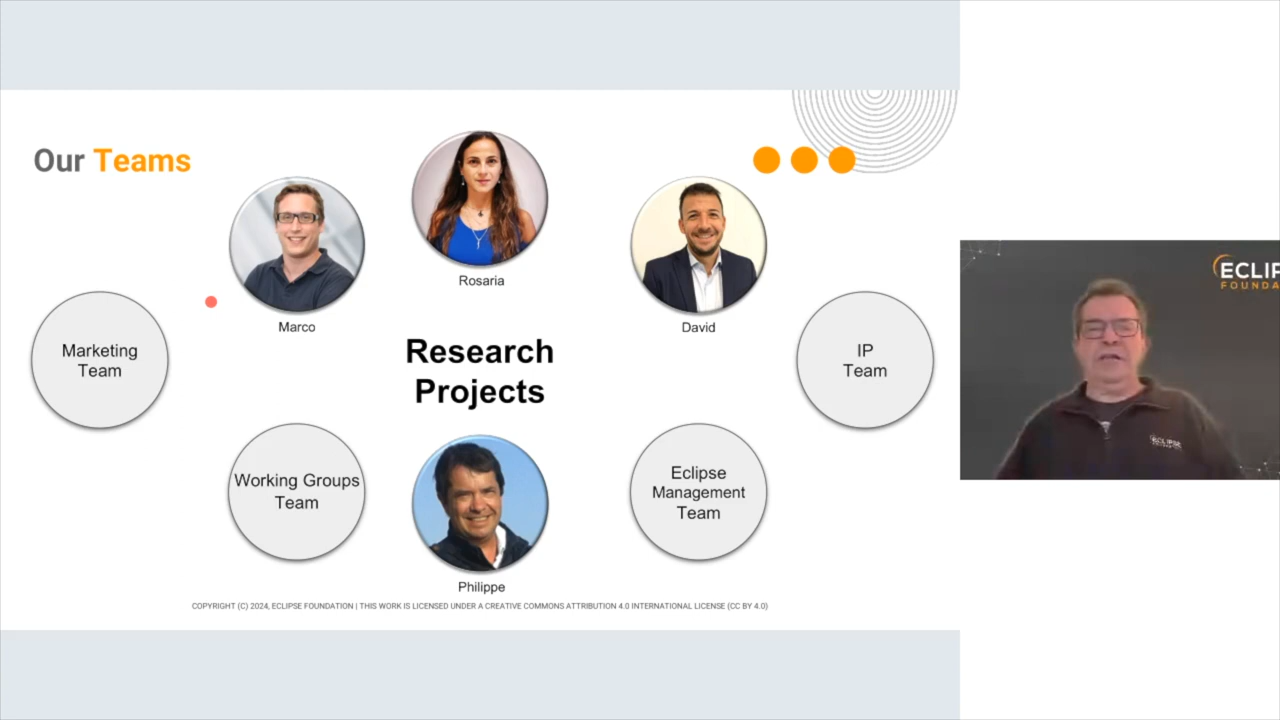 Our Teams
Rosaria
Marco
David
Research
Projects
Marketing
Team
IP
Team
Working Groups
Team
Eclipse
Management
Team
Philippe
COPYRIGHT (C) 2024, ECLIPSE FOUNDATION | THIS WORK IS LICENSED UNDER A CREATIVE COMMONS ATTRIBUTION 4.0 INTERNATIONAL LICENSE (CC BY 4.0)
ECLIP
FOUNDA
ECLIPSE